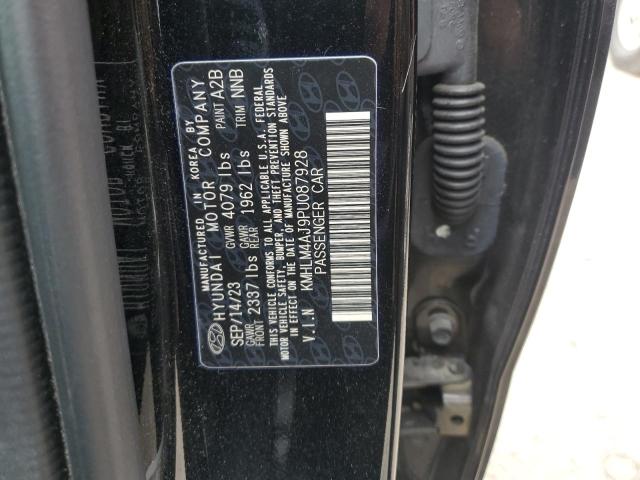 MANUFACTURED IN KOREA BY
HYUNDAI MOTOR COMPANY
SEP/14/23 GVWR 4079 lbs PAINT A2B
GAWR FRONT 2337 lbs GAWR REAR 1962 lbs TRIM NNB
THIS VEHICLE CONFORMS TO ALL APPLICABLE U.S.A. FEDERAL
MOTOR VEHICLE SAFETY, BUMPER, AND THEFT PREVENTION STANDARDS
IN EFFECT ON THE DATE OF MANUFACTURE SHOWN ABOVE
V.I.N KMHLM4AJ9PU087928
PASSENGER CAR